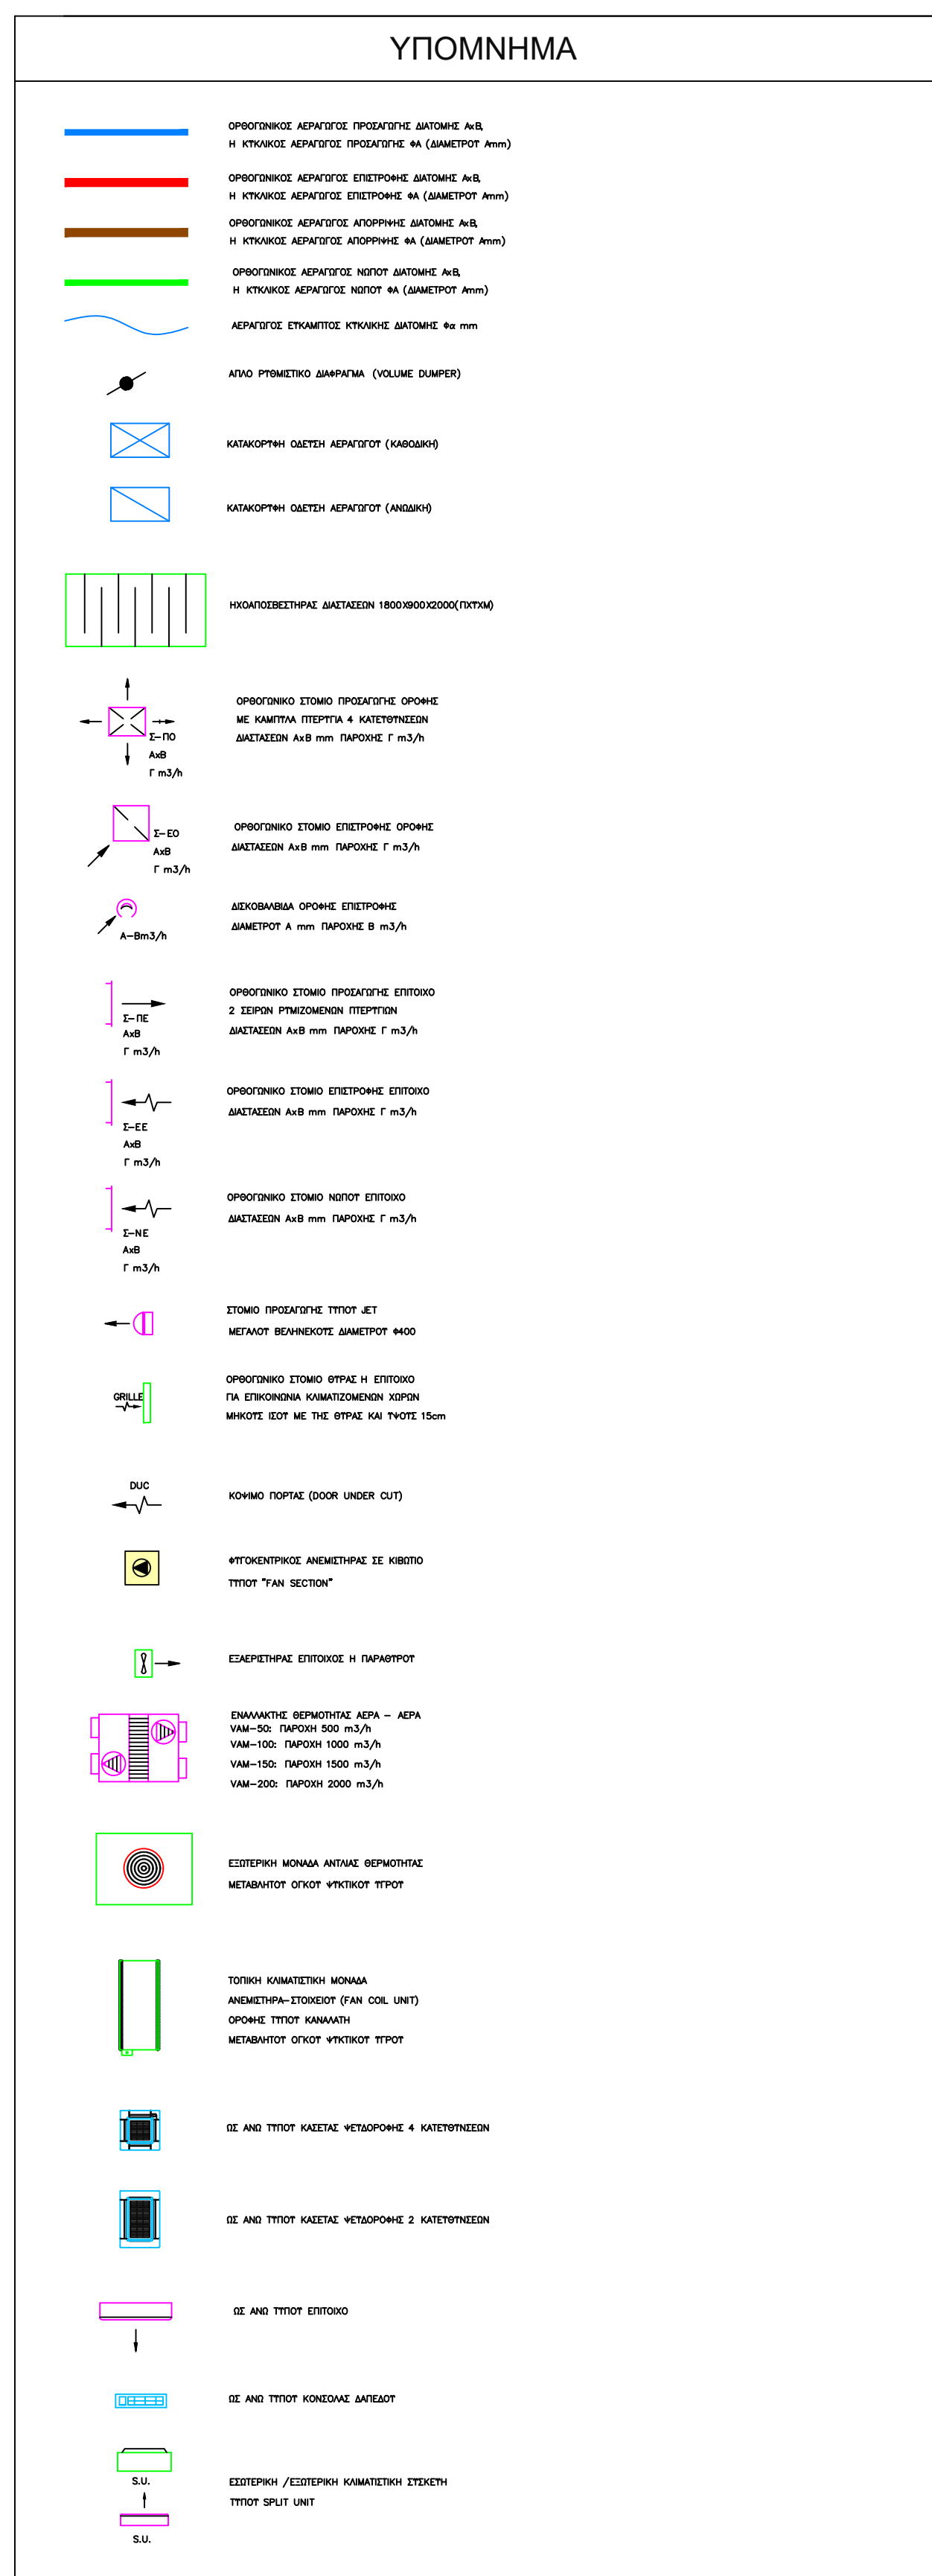 ΥΠΟΜΝΗΜΑ
ΟΡΘΟΓΩΝΙΚΟΣ ΑΕΡΑΓΩΓΟΣ ΠΡΟΣΑΓΩΓΗΣ ΔΙΑΤΟΜΗΣ ΑxΒ,
Η ΚΥΚΛΙΚΟΣ ΑΕΡΑΓΩΓΟΣ ΠΡΟΣΑΓΩΓΗΣ ΦΑ (ΔΙΑΜΕΤΡΟΥ Αmm)
ΟΡΘΟΓΩΝΙΚΟΣ ΑΕΡΑΓΩΓΟΣ ΕΠΙΣΤΡΟΦΗΣ ΔΙΑΤΟΜΗΣ ΑxΒ,
Η ΚΥΚΛΙΚΟΣ ΑΕΡΑΓΩΓΟΣ ΕΠΙΣΤΡΟΦΗΣ ΦΑ (ΔΙΑΜΕΤΡΟΥ Αmm)
ΟΡΘΟΓΩΝΙΚΟΣ ΑΕΡΑΓΩΓΟΣ ΑΠΟΡΡΙΨΗΣ ΔΙΑΤΟΜΗΣ ΑxΒ,
Η ΚΥΚΛΙΚΟΣ ΑΕΡΑΓΩΓΟΣ ΑΠΟΡΡΙΨΗΣ ΦΑ (ΔΙΑΜΕΤΡΟΥ Αmm)
ΟΡΘΟΓΩΝΙΚΟΣ ΑΕΡΑΓΩΓΟΣ ΝΩΠΟΥ ΔΙΑΤΟΜΗΣ ΑxΒ,
Η ΚΥΚΛΙΚΟΣ ΑΕΡΑΓΩΓΟΣ ΝΩΠΟΥ ΦΑ (ΔΙΑΜΕΤΡΟΥ Αmm)
ΑΕΡΑΓΩΓΟΣ ΕΥΚΑΜΠΤΟΣ ΚΥΚΛΙΚΗΣ ΔΙΑΤΟΜΗΣ Φα mm
ΑΠΛΟ ΡΥΘΜΙΣΤΙΚΟ ΔΙΑΦΡΑΓΜΑ (VOLUME DUMPER)
ΚΑΤΑΚΟΡΥΦΗ ΟΔΕΥΣΗ ΑΕΡΑΓΩΓΟΥ (ΚΑΘΟΔΙΚΗ)
ΚΑΤΑΚΟΡΥΦΗ ΟΔΕΥΣΗ ΑΕΡΑΓΩΓΟΥ (ΑΝΩΔΙΚΗ)
ΗΧΟΑΠΟΣΒΕΣΤΗΡΑΣ ΔΙΑΣΤΑΣΕΩΝ 1800Χ900Χ2000(ΠΧΥΧΜ)
ΟΡΘΟΓΩΝΙΚΟ ΣΤΟΜΙΟ ΠΡΟΣΑΓΩΓΗΣ ΟΡΟΦΗΣ
ΜΕ ΚΑΜΠΥΛΑ ΠΤΕΡΥΓΙΑ 4 ΚΑΤΕΥΘΥΝΣΕΩΝ
ΔΙΑΣΤΑΣΕΩΝ ΑxΒ mm ΠΑΡΟΧΗΣ Γ m3/h
Σ-ΠΟ
ΑxΒ
Γ m3/h
ΟΡΘΟΓΩΝΙΚΟ ΣΤΟΜΙΟ ΕΠΙΣΤΡΟΦΗΣ ΟΡΟΦΗΣ
ΔΙΑΣΤΑΣΕΩΝ ΑxΒ mm ΠΑΡΟΧΗΣ Γ m3/h
Σ-ΕΟ
ΑxΒ
Γ m3/h
ΔΙΣΚΟΒΑΛΒΙΔΑ ΟΡΟΦΗΣ ΕΠΙΣΤΡΟΦΗΣ
ΔΙΑΜΕΤΡΟΥ Α mm ΠΑΡΟΧΗΣ Β m3/h
Α-Βm3/h
ΟΡΘΟΓΩΝΙΚΟ ΣΤΟΜΙΟ ΠΡΟΣΑΓΩΓΗΣ ΕΠΙΤΟΙΧΟ
2 ΣΕΙΡΩΝ ΡΥΜΙΖΟΜΕΝΩΝ ΠΤΕΡΥΓΙΩΝ
ΔΙΑΣΤΑΣΕΩΝ ΑxΒ mm ΠΑΡΟΧΗΣ Γ m3/h
Σ-ΠΕ
ΑxΒ
Γ m3/h
ΟΡΘΟΓΩΝΙΚΟ ΣΤΟΜΙΟ ΕΠΙΣΤΡΟΦΗΣ ΕΠΙΤΟΙΧΟ
ΔΙΑΣΤΑΣΕΩΝ ΑxΒ mm ΠΑΡΟΧΗΣ Γ m3/h
Σ-ΕΕ
ΑxΒ
Γ m3/h
ΟΡΘΟΓΩΝΙΚΟ ΣΤΟΜΙΟ ΝΩΠΟΥ ΕΠΙΤΟΙΧΟ
ΔΙΑΣΤΑΣΕΩΝ ΑxΒ mm ΠΑΡΟΧΗΣ Γ m3/h
Σ-ΝΕ
ΑxΒ
Γ m3/h
ΣΤΟΜΙΟ ΠΡΟΣΑΓΩΓΗΣ ΤΥΠΟΥ JET
ΜΕΓΑΛΟΥ ΒΕΛΗΝΕΚΟΥΣ ΔΙΑΜΕΤΡΟΥ Φ400
ΟΡΘΟΓΩΝΙΚΟ ΣΤΟΜΙΟ ΘΥΡΑΣ Η ΕΠΙΤΟΙΧΟ
ΓΙΑ ΕΠΙΚΟΙΝΩΝΙΑ ΚΛΙΜΑΤΙΖΟΜΕΝΩΝ ΧΩΡΩΝ
ΜΗΚΟΥΣ ΙΣΟΥ ΜΕ ΤΗΣ ΘΥΡΑΣ ΚΑΙ ΥΨΟΥΣ 15cm
GRILLE
DUC
ΚΟΨΙΜΟ ΠΟΡΤΑΣ (DOOR UNDER CUT)
ΦΥΓΟΚΕΝΤΡΙΚΟΣ ΑΝΕΜΙΣΤΗΡΑΣ ΣΕ ΚΙΒΩΤΙΟ
ΤΥΠΟΥ "FAN SECTION"
ΕΞΑΕΡΙΣΤΗΡΑΣ ΕΠΙΤΟΙΧΟΣ Η ΠΑΡΑΘΥΡΟΥ
ΕΝΑΛΛΑΚΤΗΣ ΘΕΡΜΟΤΗΤΑΣ ΑΕΡΑ - ΑΕΡΑ
VAM-50: ΠΑΡΟΧΗ 500 m3/h
VAM-100: ΠΑΡΟΧΗ 1000 m3/h
VAM-150: ΠΑΡΟΧΗ 1500 m3/h
VAM-200: ΠΑΡΟΧΗ 2000 m3/h
ΕΞΩΤΕΡΙΚΗ ΜΟΝΑΔΑ ΑΝΤΛΙΑΣ ΘΕΡΜΟΤΗΤΑΣ
ΜΕΤΑΒΛΗΤΟΥ ΟΓΚΟΥ ΨΥΚΤΙΚΟΥ ΥΓΡΟΥ
ΤΟΠΙΚΗ ΚΛΙΜΑΤΙΣΤΙΚΗ ΜΟΝΑΔΑ
ΑΝΕΜΙΣΤΗΡΑ-ΣΤΟΙΧΕΙΟΥ (FAN COIL UNIT)
ΟΡΟΦΗΣ ΤΥΠΟΥ ΚΑΝΑΛΑΤΗ
ΜΕΤΑΒΛΗΤΟΥ ΟΓΚΟΥ ΨΥΚΤΙΚΟΥ ΥΓΡΟΥ
ΩΣ ΑΝΩ ΤΥΠΟΥ ΚΑΣΕΤΑΣ ΨΕΥΔΟΡΟΦΗΣ 4 ΚΑΤΕΥΘΥΝΣΕΩΝ
ΩΣ ΑΝΩ ΤΥΠΟΥ ΚΑΣΕΤΑΣ ΨΕΥΔΟΡΟΦΗΣ 2 ΚΑΤΕΥΘΥΝΣΕΩΝ
ΩΣ ΑΝΩ ΤΥΠΟΥ ΕΠΙΤΟΙΧΟ
ΩΣ ΑΝΩ ΤΥΠΟΥ ΚΟΝΣΟΛΑΣ ΔΑΠΕΔΟΥ
S.U.
ΕΣΩΤΕΡΙΚΗ /ΕΞΩΤΕΡΙΚΗ ΚΛΙΜΑΤΙΣΤΙΚΗ ΣΥΣΚΕΥΗ
ΤΥΠΟΥ SPLIT UNIT
S.U.